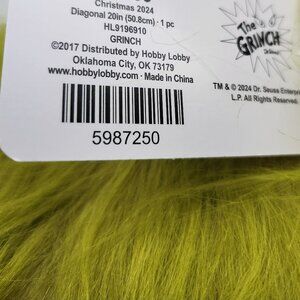 Christmas 2024
Diagonal 20in (50.8cm) · 1 pc
HL9196910
GRINCH
©2017 Distributed by Hobby Lobby
Oklahoma City, OK 73179
www.hobbylobby.com · Made in China
5987250
The
GRINCH
TM & © 2024 Dr. Seuss Enterpris
L.P. All Rights Reserved.